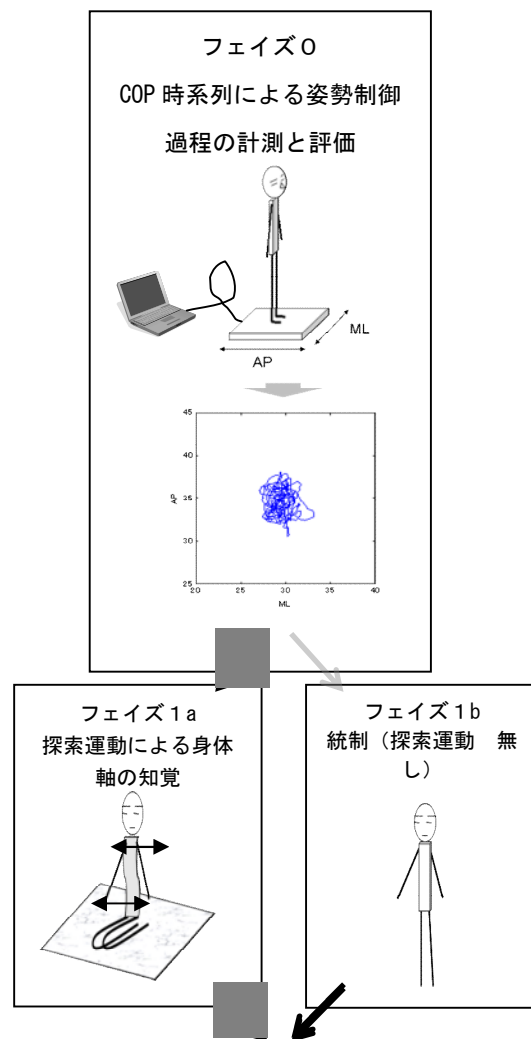 フェイズ０
COP 時系列による姿勢制御
過程の計測と評価
ML
AP
45
40
AP
35
30
25
20
25
30
35
40
ML
フェイズ１a
探索運動による身体
軸の知覚
フェイズ１b
統制（探索運動　無
し）